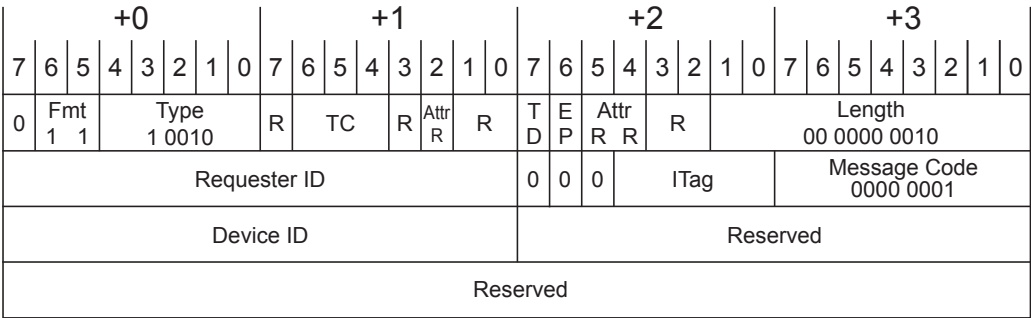 +0 +1 +2 +3
7 6 5 4 3 2 1 0 7 6 5 4 3 2 1 0 7 6 5 4 3 2 1 0 7 6 5 4 3 2 1 0
0 Fmt Type R TC R Attr R T E Attr R Length
1 1 1 0010 R D P R R 00 0000 0010
Requester ID 0 0 0 ITag Message Code
0000 0001
Device ID Reserved
Reserved